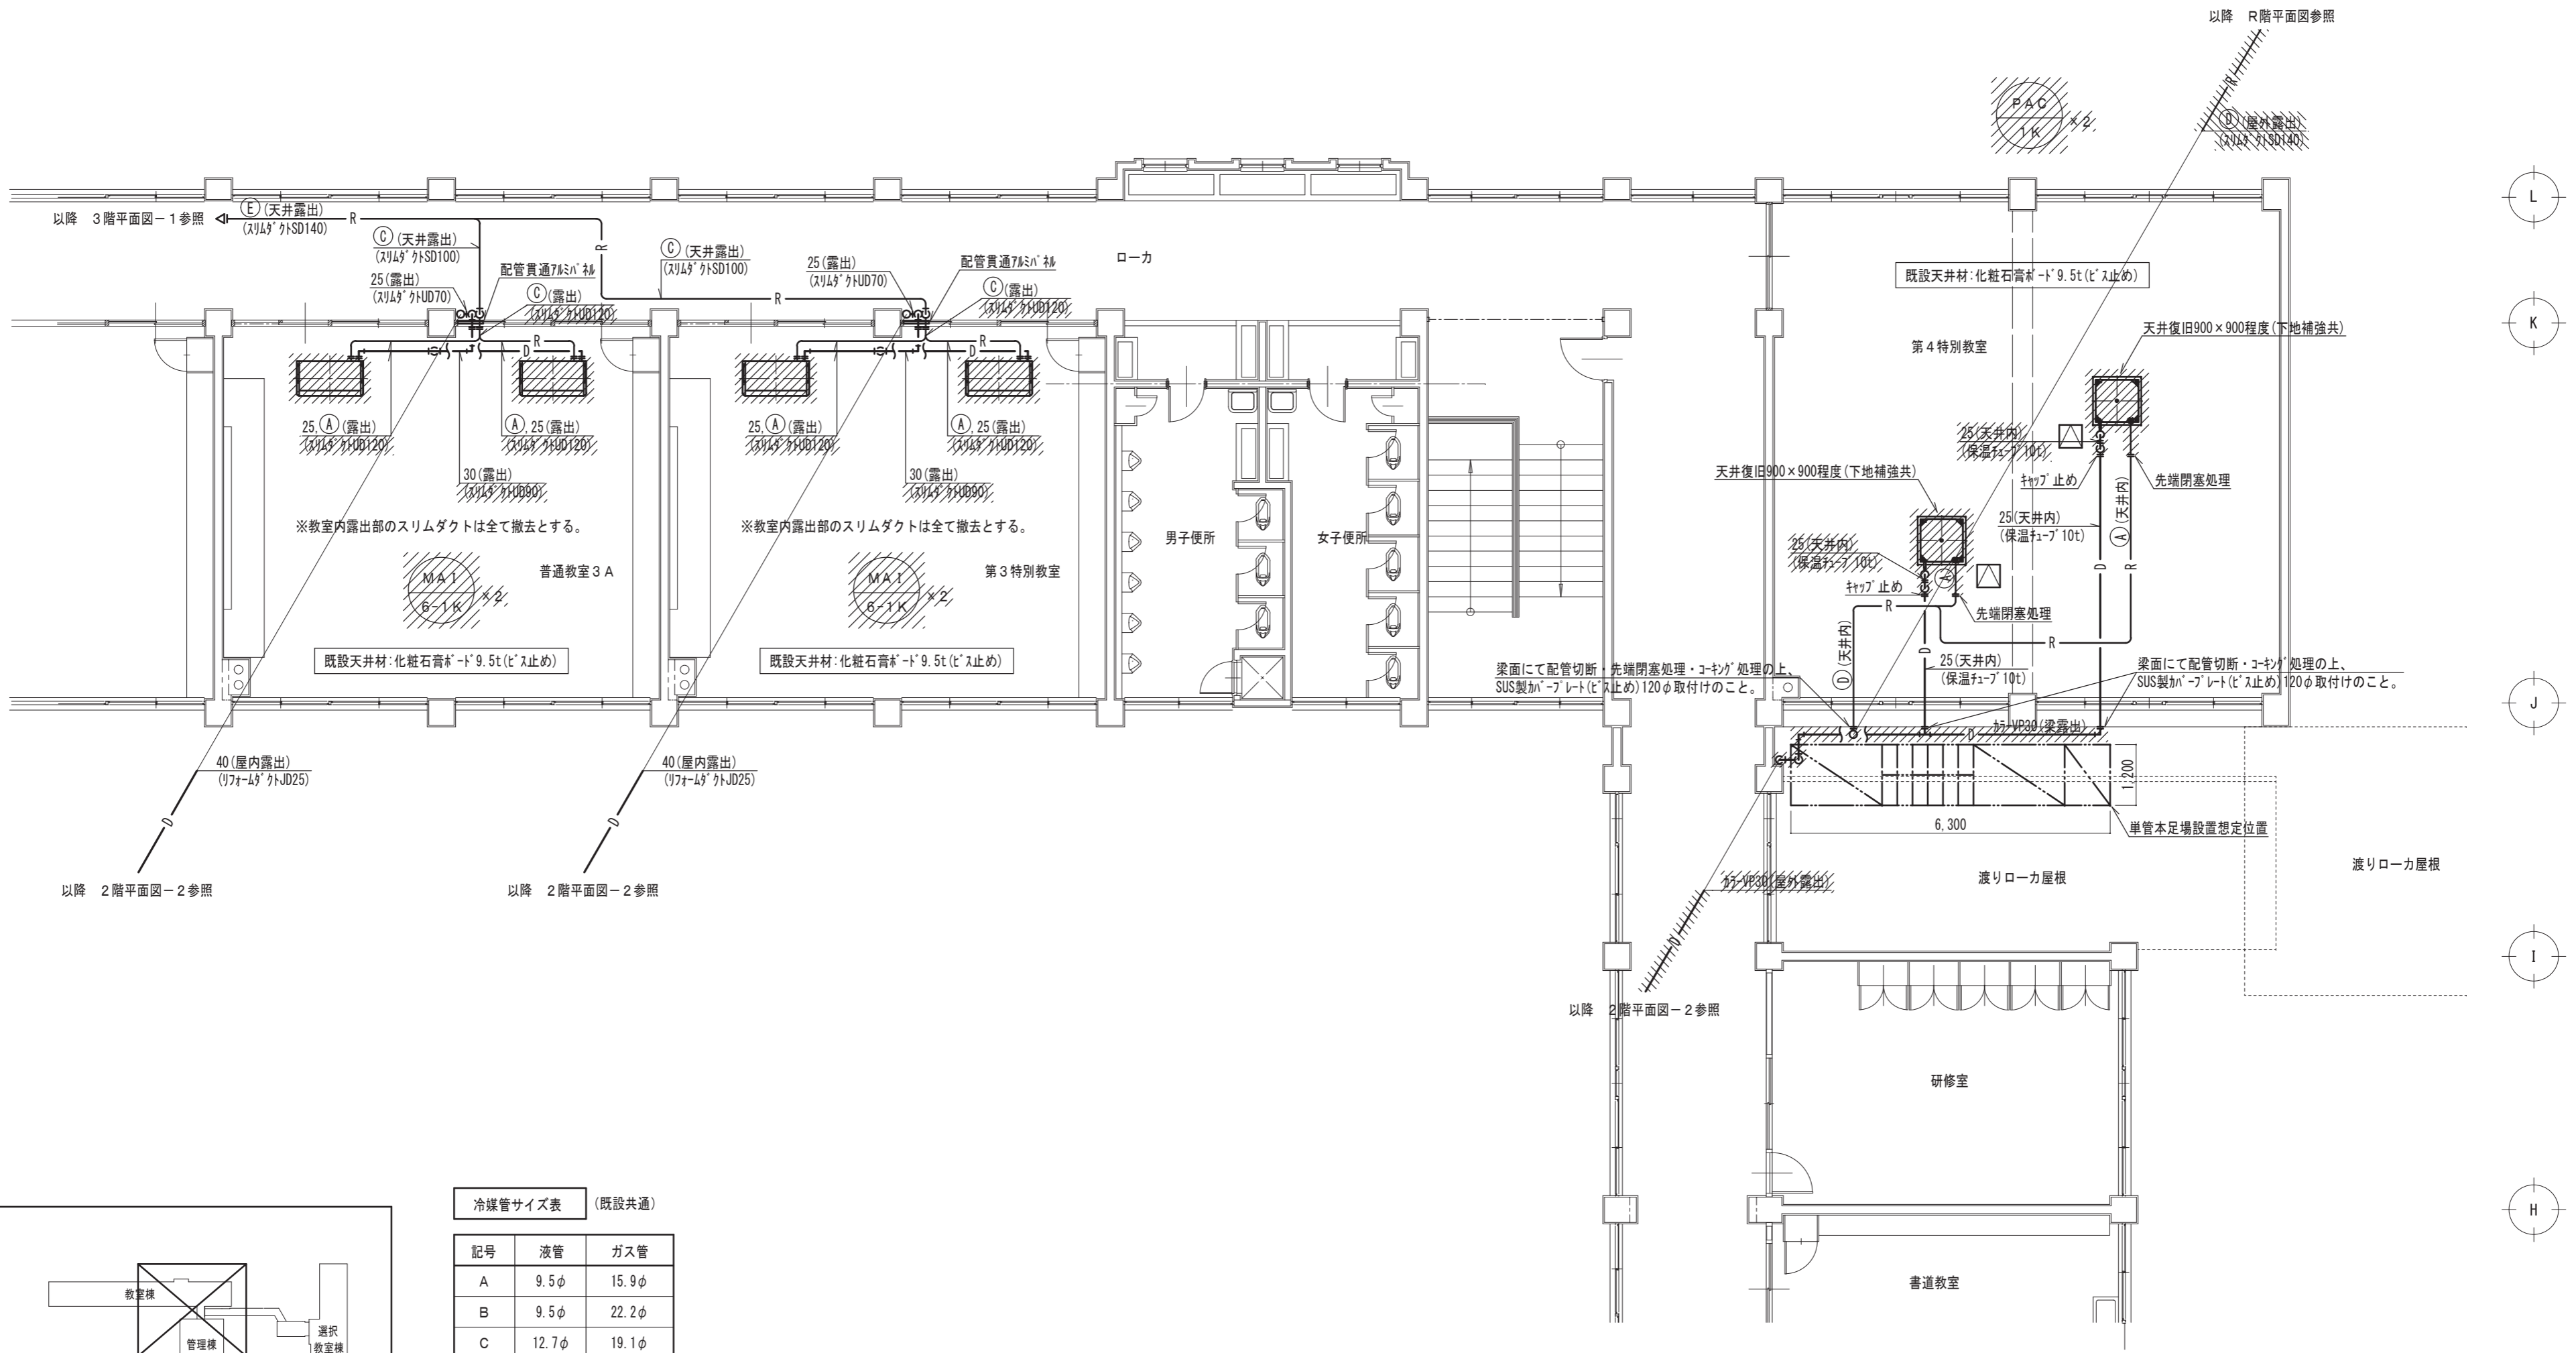 以降　R階平面図参照
PAC
1K
×2
Ⓓ(屋外露出)
(ｽﾘﾑﾀﾞｸﾄSD140)
L
以降　3階平面図－1参照
Ⓔ(天井露出)
(ｽﾘﾑﾀﾞｸﾄSD140)
R
Ⓒ(天井露出)
(ｽﾘﾑﾀﾞｸﾄSD100)
R
Ⓒ(天井露出)
(ｽﾘﾑﾀﾞｸﾄSD100)
R
ローカ
25(露出)
(ｽﾘﾑﾀﾞｸﾄUD70)
配管貫通ｱﾙﾐﾊﾟﾈﾙ
Ⓒ(露出)
(ｽﾘﾑﾀﾞｸﾄUD120)
25(露出)
(ｽﾘﾑﾀﾞｸﾄUD70)
配管貫通ｱﾙﾐﾊﾟﾈﾙ
Ⓒ(露出)
(ｽﾘﾑﾀﾞｸﾄUD120)
既設天井材:化粧石膏ﾎﾞｰﾄﾞ9.5t(ﾋﾞｽ止め)
K
天井復旧900×900程度(下地補強共)
第４特別教室
R
D
R
D
25,Ⓐ(露出)
(ｽﾘﾑﾀﾞｸﾄUD120)
Ⓐ,25(露出)
(ｽﾘﾑﾀﾞｸﾄUD120)
30(露出)
(ｽﾘﾑﾀﾞｸﾄUD90)
25,Ⓐ(露出)
(ｽﾘﾑﾀﾞｸﾄUD120)
Ⓐ,25(露出)
(ｽﾘﾑﾀﾞｸﾄUD120)
30(露出)
(ｽﾘﾑﾀﾞｸﾄUD90)
25(天井内)
(保温ﾁｭｰﾌﾞ10t)
天井復旧900×900程度(下地補強共)
ｷｬｯﾌﾟ止め
先端閉塞処理
25(天井内)
(保温ﾁｭｰﾌﾞ10t)
Ⓐ(天井内)
D
R
※教室内露出部のスリムダクトは全て撤去とする。
※教室内露出部のスリムダクトは全て撤去とする。
男子便所
女子便所
MAI
6-1K
×2
普通教室３Ａ
MAI
6-1K
×2
第３特別教室
25(天井内)
(保温ﾁｭｰﾌﾞ10t)
ｷｬｯﾌﾟ止め
Ⓐ
先端閉塞処理
R
R
Ⓓ(天井内)
D
25(天井内)
(保温ﾁｭｰﾌﾞ10t)
既設天井材:化粧石膏ﾎﾞｰﾄﾞ9.5t(ﾋﾞｽ止め)
既設天井材:化粧石膏ﾎﾞｰﾄﾞ9.5t(ﾋﾞｽ止め)
梁面にて配管切断・先端閉塞処理・ｺｰｷﾝｸﾞ処理の上、
SUS製ｶﾊﾞｰﾌﾟﾚｰﾄ(ﾋﾞｽ止め)120φ取付けのこと。
梁面にて配管切断・ｺｰｷﾝｸﾞ処理の上、
SUS製ｶﾊﾞｰﾌﾟﾚｰﾄ(ﾋﾞｽ止め)120φ取付けのこと。
J
ｶﾗｰVP30(梁露出)
D
1,200
6,300
単管本足場設置想定位置
40(屋内露出)
(ﾘﾌｫｰﾑﾀﾞｸﾄJD25)
D
以降　2階平面図－2参照
40(屋内露出)
(ﾘﾌｫｰﾑﾀﾞｸﾄJD25)
D
以降　2階平面図－2参照
渡りローカ屋根
渡りローカ屋根
ｶﾗｰVP30(屋外露出)
D
以降　2階平面図－2参照
I
研修室
H
書道教室
冷媒管サイズ表
(既設共通)
記号 液管 ガス管
A 9.5φ 15.9φ
B 9.5φ 22.2φ
C 12.7φ 19.1φ
教室棟
管理棟
選択
教室棟